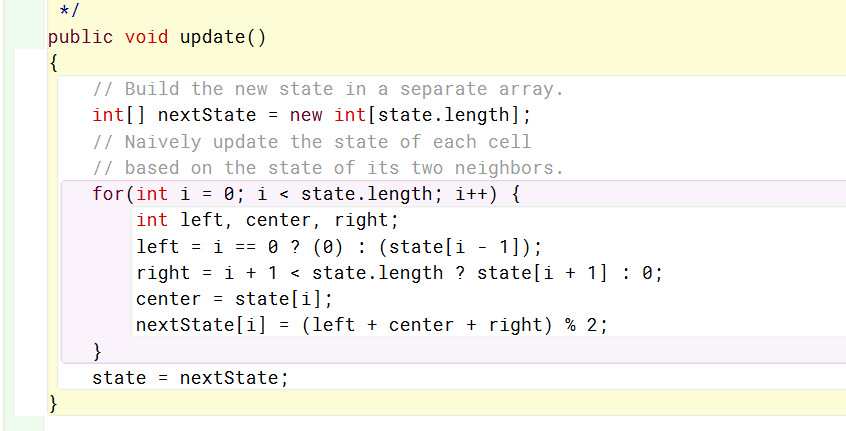 */
public void update()
{
// Build the new state in a separate array.
int[] nextState = new int[state.length];
// Naively update the state of each cell
// based on the state of its two neighbors.
for(int i = 0; i < state.length; i++) {
int left, center, right;
left = i == 0 ? (0) : (state[i - 1]);
right = i + 1 < state.length ? state[i + 1] : 0;
center = state[i];
nextState[i] = (left + center + right) % 2;
}
state = nextState;
}